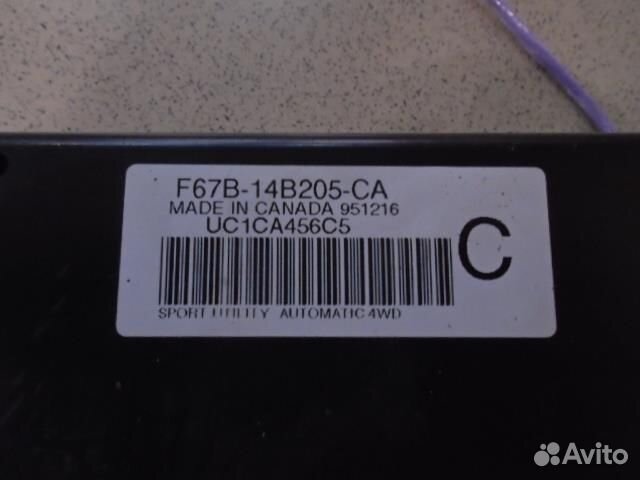 F67B-14B205-CA
MADE IN CANADA 951216
UC1CA456C5
C
SPORT UTILITY AUTOMATIC 4WD
Avito